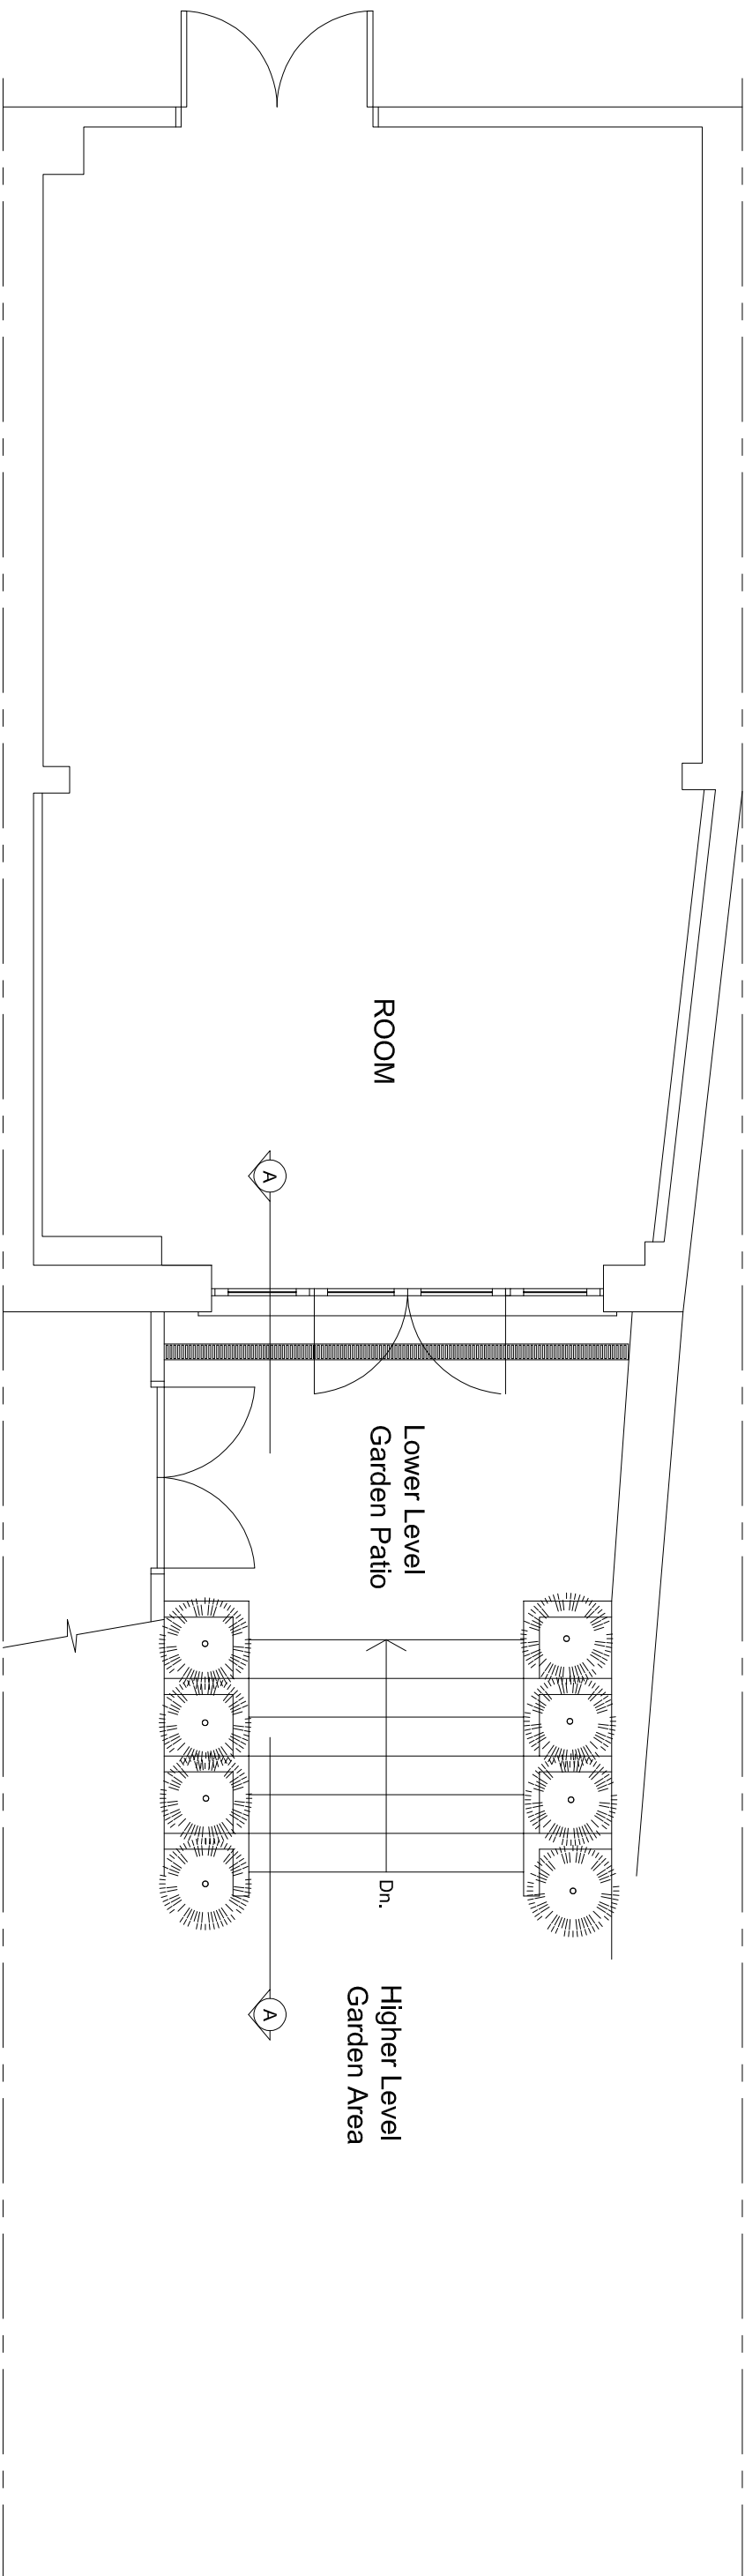 ROOM
A
Lower Level
Garden Patio
Dn.
A
Higher Level
Garden Area